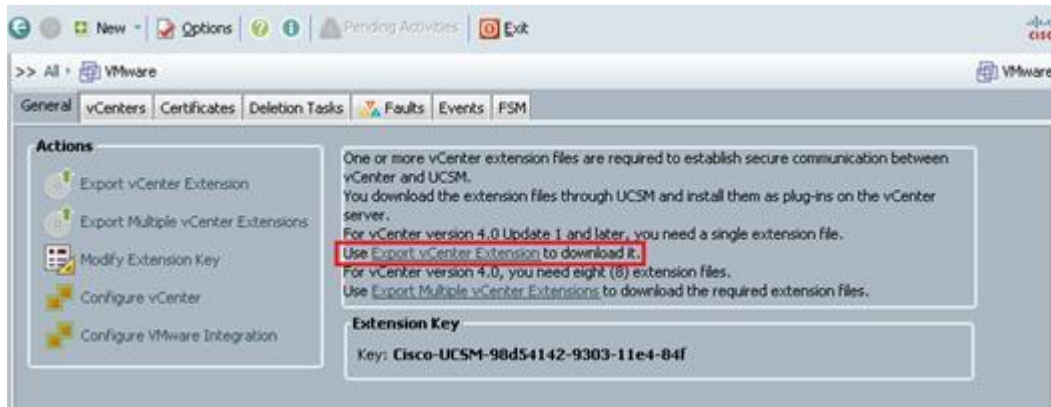 New Options Pending Activities Exit
>> All VMware VMware
General vCenters Certificates Deletion Tasks Faults Events FSM
Actions
Export vCenter Extension
Export Multiple vCenter Extensions
Modify Extension Key
Configure vCenter
Configure VMware Integration
One or more vCenter extension files are required to establish secure communication between
vCenter and UCSM.
You download the extension files through UCSM and install them as plug-ins on the vCenter
server.
For vCenter version 4.0 Update 1 and later, you need a single extension file.
Use Export vCenter Extension to download it.
For vCenter version 4.0, you need eight (8) extension files.
Use Export Multiple vCenter Extensions to download the required extension files.
Extension Key
Key: Cisco-UCSM-98d54142-9303-11e4-84f